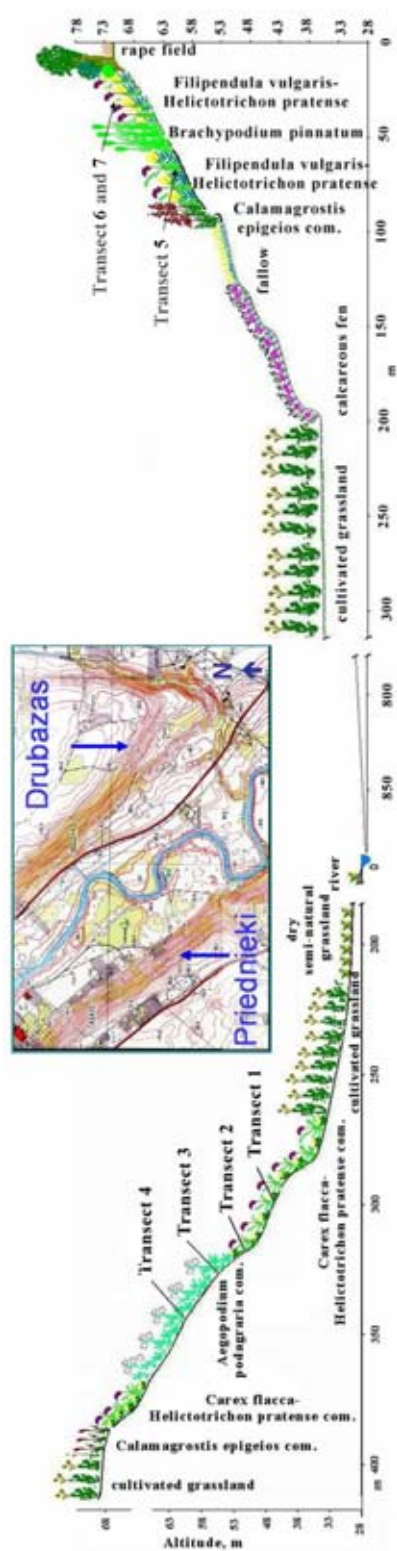 78 73 68 63 58 53 48 43 38 33 28
rape field
Filipendula vulgaris-
Helictotrichon pratense
Brachypodium pinnatum
Filipendula vulgaris-
Helictotrichon pratense
Calamagrostis
epigeios com.
fallow
calcareous fen
cultivated grassland
Transect 6 and 7
Transect 5
0 50 100 150 200 250 300
m
800 850
Drubazas
Priednieki
N
0
river
dry
semi-natural
grassland
cultivated grassland
200 250 300 350 400
m
Transect 1
Transect 2
Transect 3
Transect 4
Carex flacca-
Helictotrichon pratense com.
Aegopodium
podagraria com.
Carex flacca-
Helictotrichon pratense com.
Calamagrostis epigeios com.
cultivated grassland
68 63 58 53 48 43 38 33 28
Altitude, m